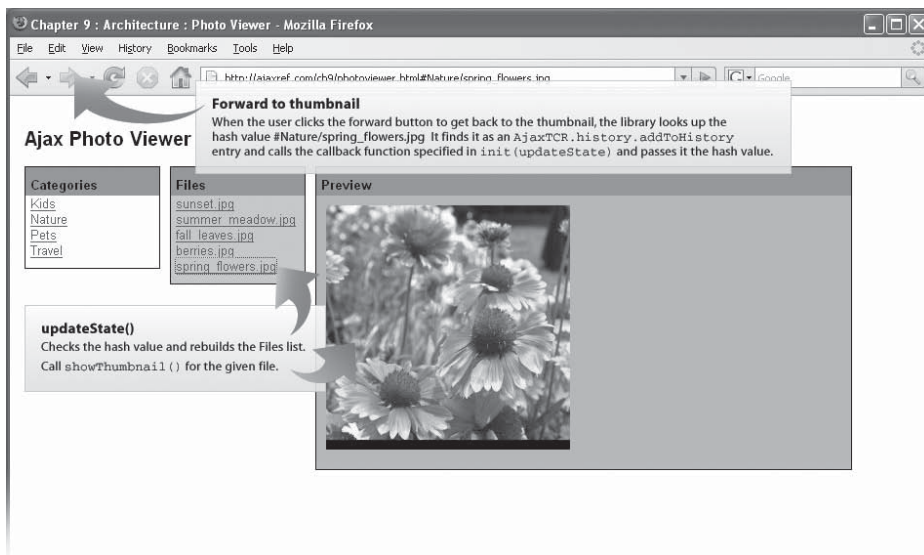 Chapter 9 : Architecture : Photo Viewer - Mozilla Firefox
File Edit View History Bookmarks Tools Help
http://ajaxref.com/ch9/photoviewer.html#Nature/spring_flowers.jpg
Google
Forward to thumbnail
When the user clicks the forward button to get back to the thumbnail, the library looks up the
hash value #Nature/spring_flowers.jpg It finds it as an AjaxTCR.history.addToHistory
entry and calls the callback function specified in init(updateState) and passes it the hash value.
Ajax Photo Viewer
Categories
Kids
Nature
Pets
Travel
Files
sunset.jpg
summer_meadow.jpg
fall_leaves.jpg
berries.jpg
spring_flowers.jpg
Preview
updateState()
Checks the hash value and rebuilds the Files list.
Call showThumbnail() for the given file.